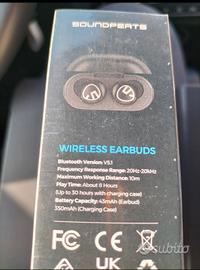 SOUNDPEATS
WIRELESS EARBUDS
Bluetooth Version: V5.1
Frequency Response Range: 20Hz-20kHz
Maximum Working Distance: 10m
Play Time: About 8 Hours
(Up to 30 hours with charging case)
Battery Capacity: 43mAh (Earbud)
350mAh (Charging Case)
FC CE
UK
subito